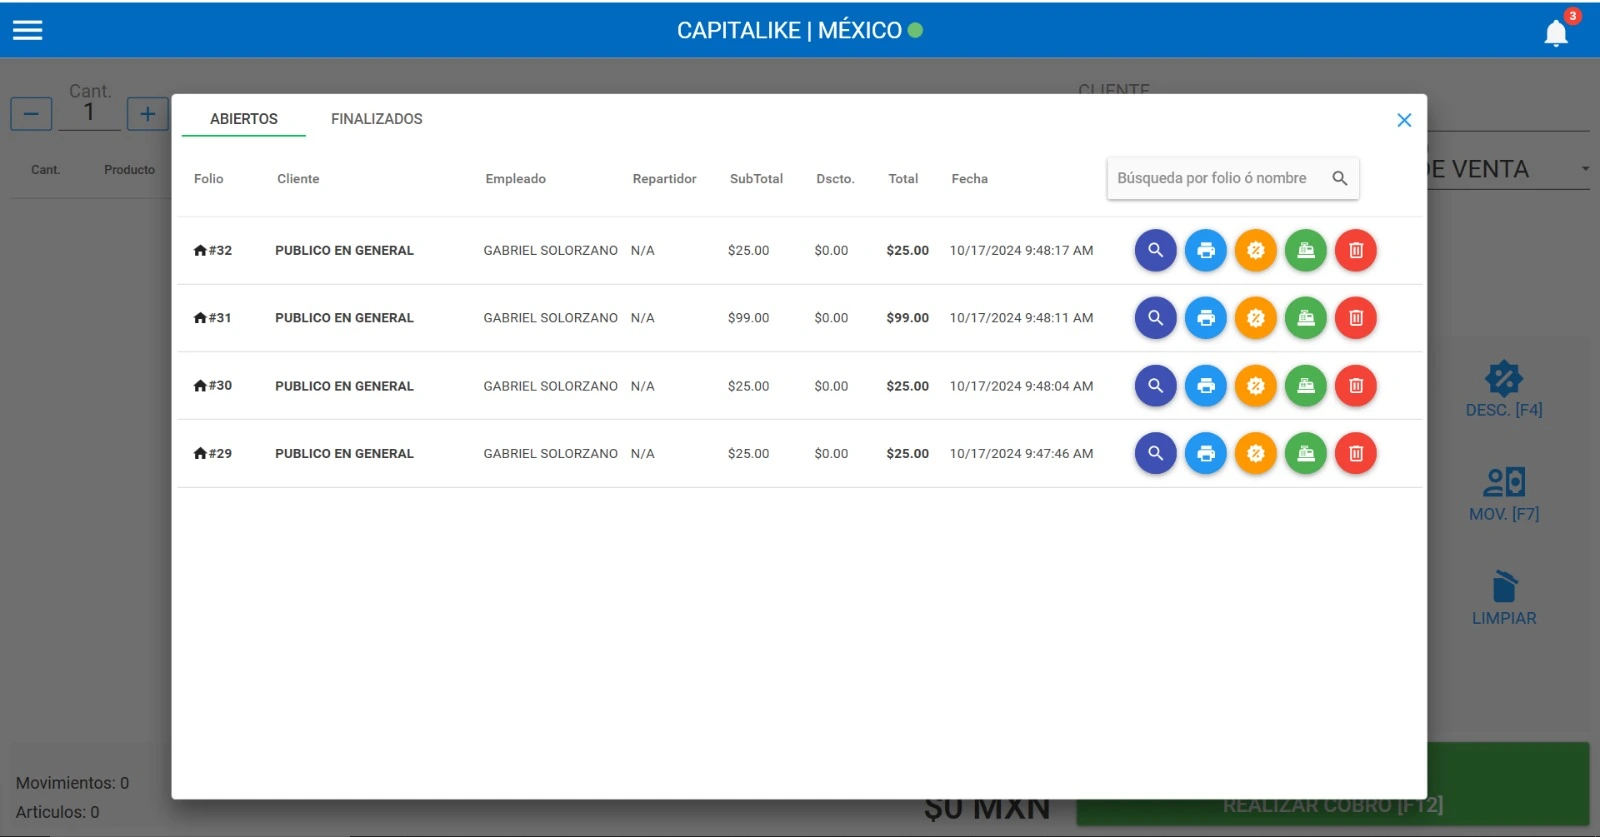 CAPITALIKE | MÉXICO
3
Cant.
1
CLIENTE
ABIERTOS
FINALIZADOS
Cant.
Producto
DE VENTA
Folio
Cliente
Empleado
Repartidor
SubTotal
Dscto.
Total
Fecha
Búsqueda por folio ó nombre
#32 PUBLICO EN GENERAL GABRIEL SOLORZANO N/A $25.00 $0.00 $25.00 10/17/2024 9:48:17 AM
#31 PUBLICO EN GENERAL GABRIEL SOLORZANO N/A $99.00 $0.00 $99.00 10/17/2024 9:48:11 AM
#30 PUBLICO EN GENERAL GABRIEL SOLORZANO N/A $25.00 $0.00 $25.00 10/17/2024 9:48:04 AM
#29 PUBLICO EN GENERAL GABRIEL SOLORZANO N/A $25.00 $0.00 $25.00 10/17/2024 9:47:46 AM
DESC. [F4]
MOV. [F7]
LIMPIAR
Movimientos: 0
Articulos: 0
$0 MXN
REALIZAR COBRO [F12]